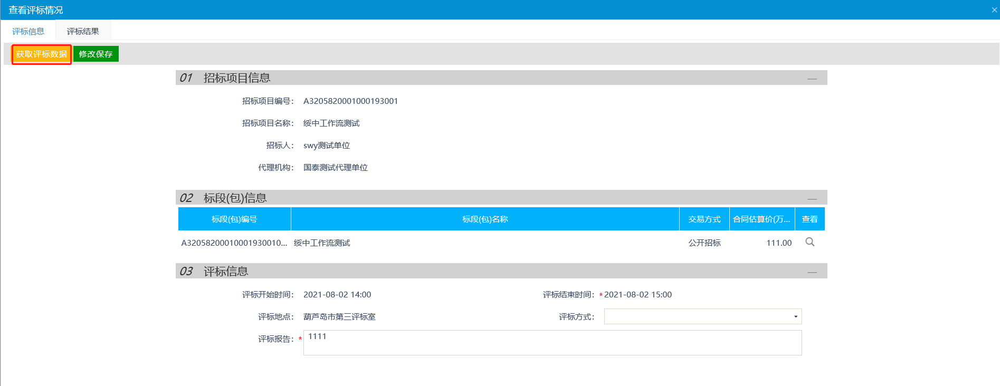 查看评标情况
评标信息 评标结果
获取评标数据 修改保存
01 招标项目信息
招标项目编号: A3205820001000193001
招标项目名称: 绥中工作流测试
招标人: swy测试单位
代理机构: 国泰测试代理单位
02 标段(包)信息
标段(包)编号 标段(包)名称 交易方式 合同估算价(万... 查看
A32058200010001930010... 绥中工作流测试 公开招标 111.00
03 评标信息
评标开始时间: 2021-08-02 14:00 评标结束时间: *2021-08-02 15:00
评标地点: 葫芦岛市第三评标室 评标方式:
评标报告: * 1111